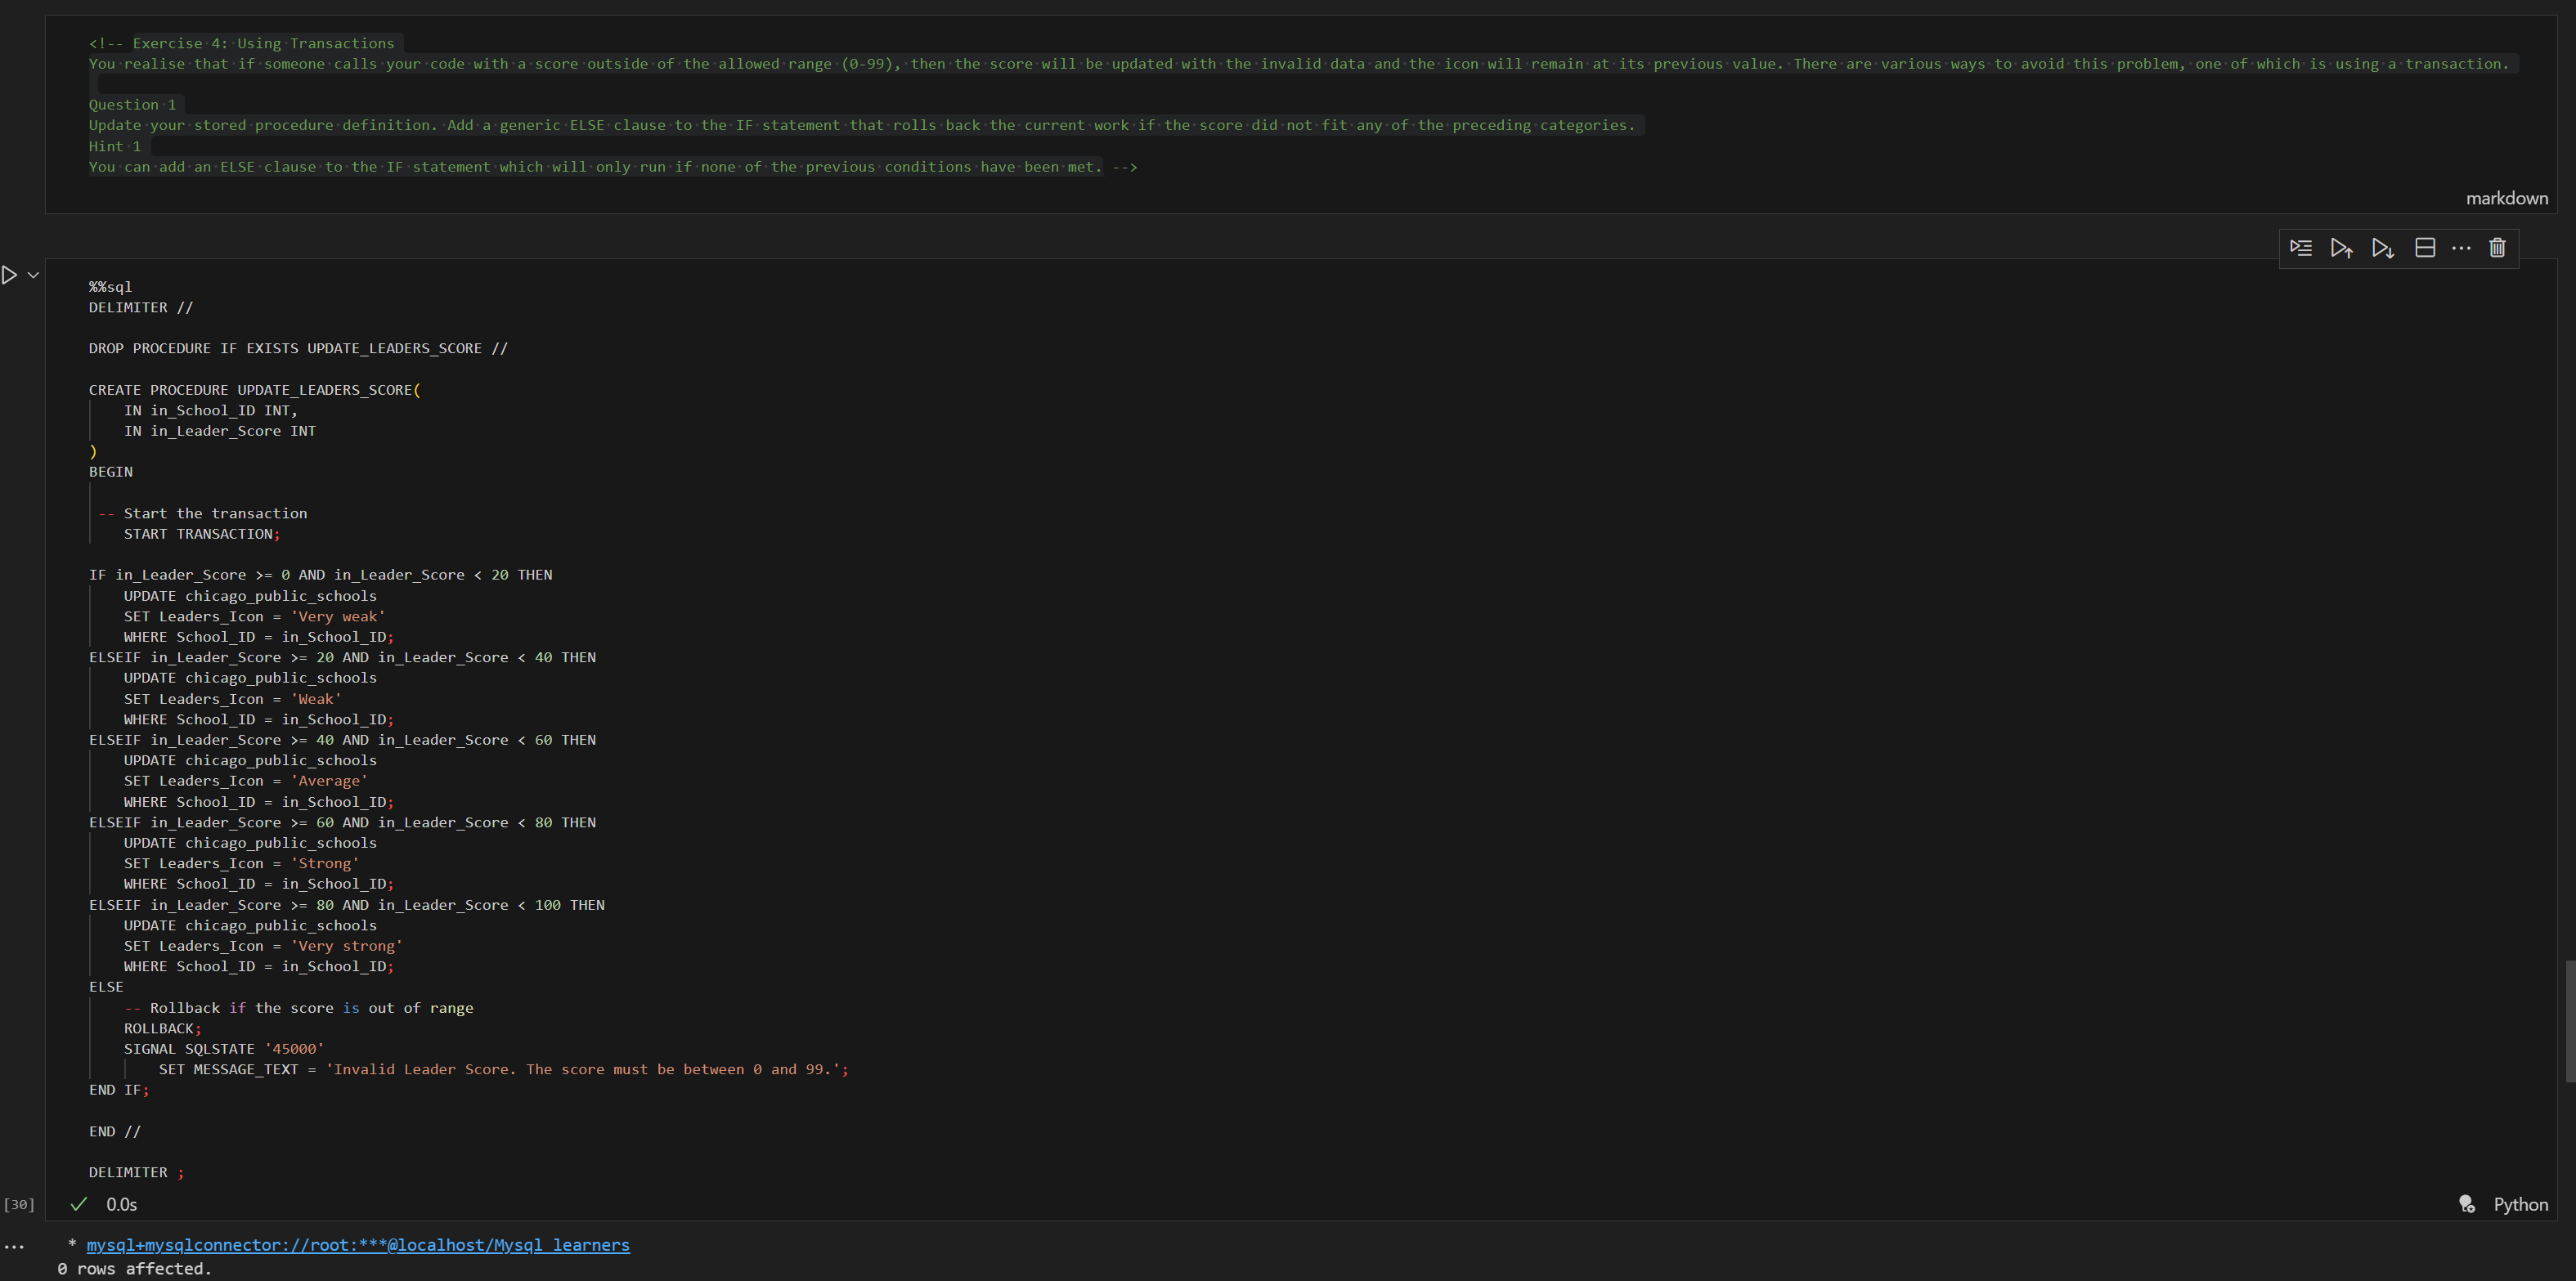 <!-- Exercise 4: Using Transactions
You realise that if someone calls your code with a score outside of the allowed range (0-99), then the score will be updated with the invalid data and the icon will remain at its previous value. There are various ways to avoid this problem, one of which is using a transaction.
Question 1
Update your stored procedure definition. Add a generic ELSE clause to the IF statement that rolls back the current work if the score did not fit any of the preceding categories.
Hint 1
You can add an ELSE clause to the IF statement which will only run if none of the previous conditions have been met. -->
markdown
%%sql
DELIMITER //
DROP PROCEDURE IF EXISTS UPDATE_LEADERS_SCORE //
CREATE PROCEDURE UPDATE_LEADERS_SCORE(
IN in_School_ID INT,
IN in_Leader_Score INT
)
BEGIN
-- Start the transaction
START TRANSACTION;
IF in_Leader_Score >= 0 AND in_Leader_Score < 20 THEN
UPDATE chicago_public_schools
SET Leaders_Icon = 'Very weak'
WHERE School_ID = in_School_ID;
ELSEIF in_Leader_Score >= 20 AND in_Leader_Score < 40 THEN
UPDATE chicago_public_schools
SET Leaders_Icon = 'Weak'
WHERE School_ID = in_School_ID;
ELSEIF in_Leader_Score >= 40 AND in_Leader_Score < 60 THEN
UPDATE chicago_public_schools
SET Leaders_Icon = 'Average'
WHERE School_ID = in_School_ID;
ELSEIF in_Leader_Score >= 60 AND in_Leader_Score < 80 THEN
UPDATE chicago_public_schools
SET Leaders_Icon = 'Strong'
WHERE School_ID = in_School_ID;
ELSEIF in_Leader_Score >= 80 AND in_Leader_Score < 100 THEN
UPDATE chicago_public_schools
SET Leaders_Icon = 'Very strong'
WHERE School_ID = in_School_ID;
ELSE
-- Rollback if the score is out of range
ROLLBACK;
SIGNAL SQLSTATE '45000'
SET MESSAGE_TEXT = 'Invalid Leader Score. The score must be between 0 and 99.';
END IF;
END //
DELIMITER ;
[30] 0.0s Python
* mysql+mysqlconnector://root:***@localhost/Mysql_learners
0 rows affected.